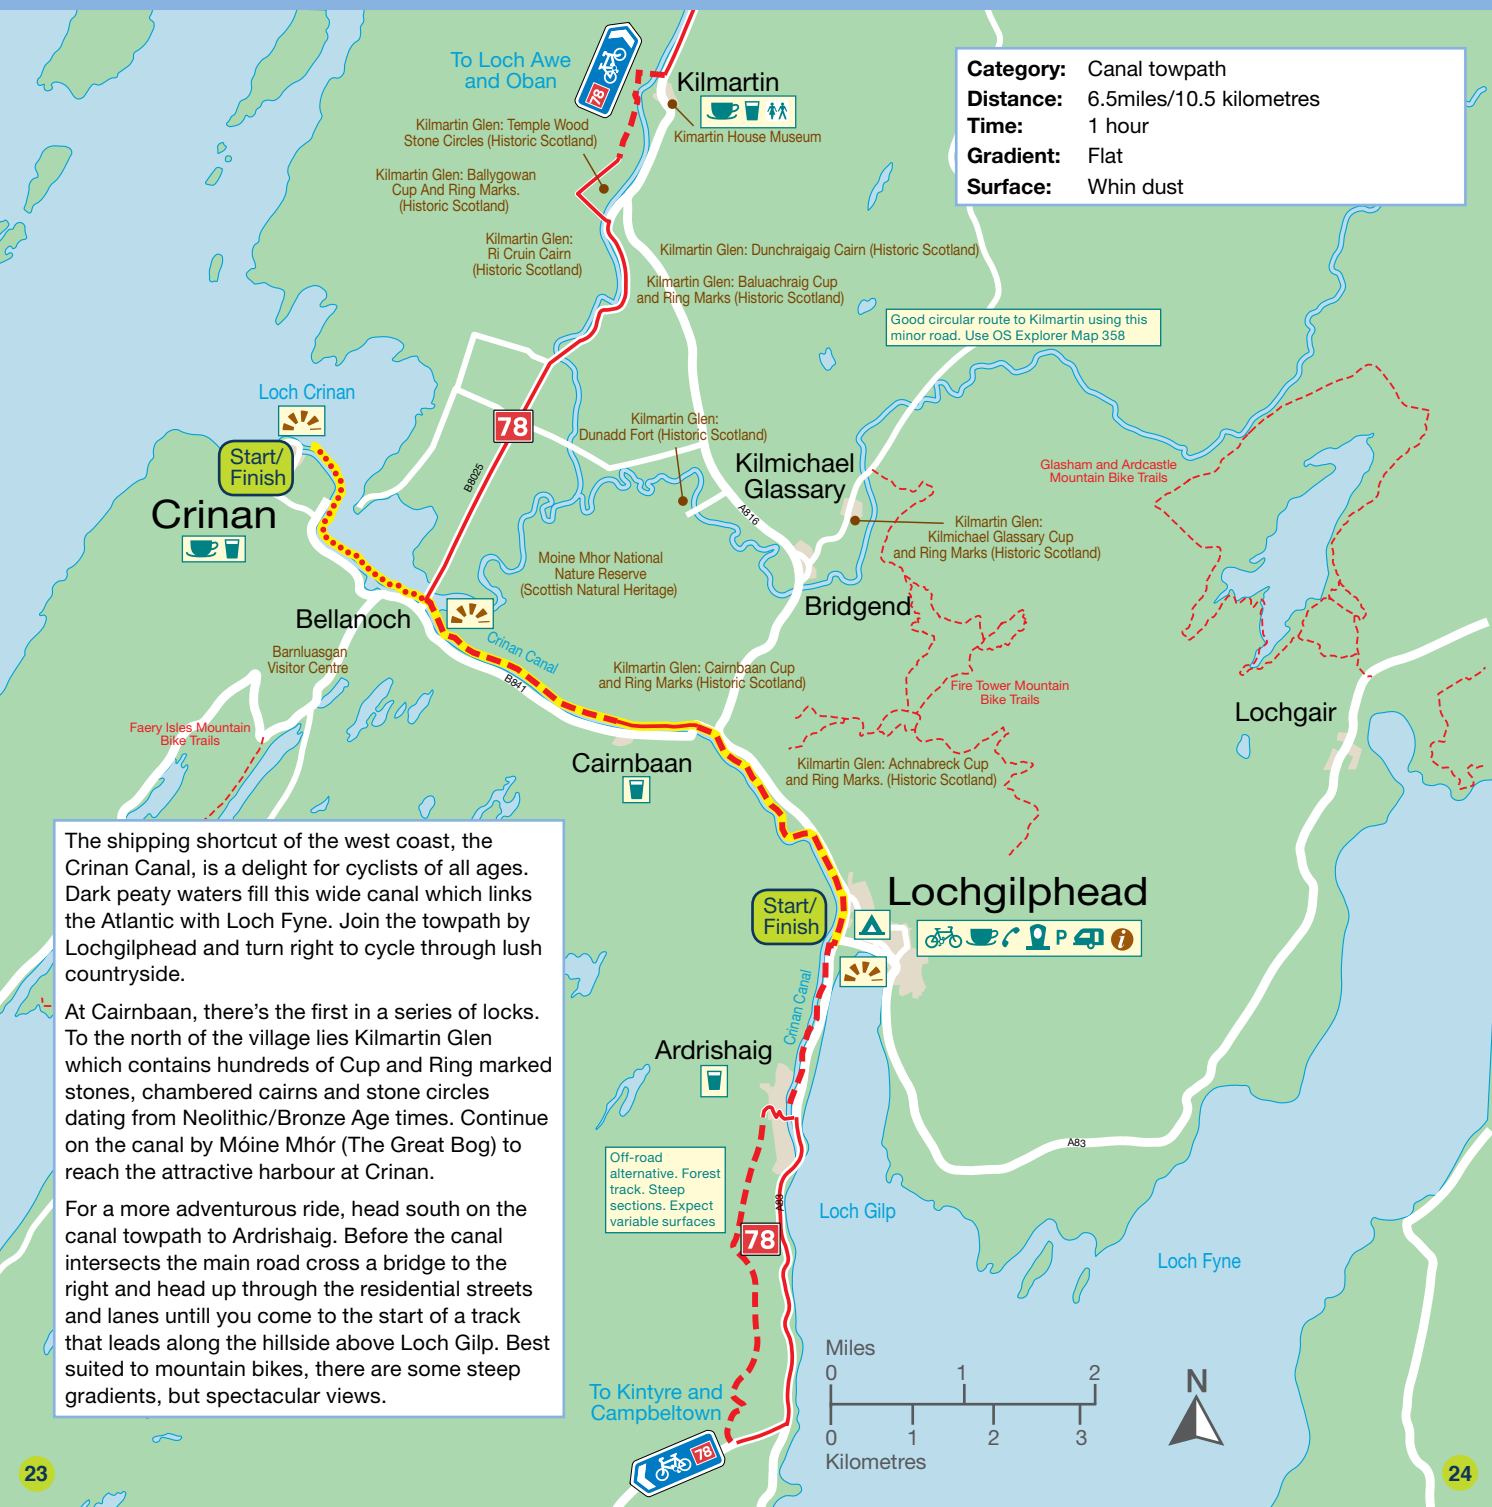 To Loch Awe
and Oban
78
Kilmartin
Kimartin House Museum
Category: Canal towpath
Distance: 6.5miles/10.5 kilometres
Time: 1 hour
Gradient: Flat
Surface: Whin dust
Kilmartin Glen: Temple Wood
Stone Circles (Historic Scotland)
Kilmartin Glen: Ballygowan
Cup And Ring Marks.
(Historic Scotland)
Kilmartin Glen:
Ri Cruin Cairn
(Historic Scotland)
Kilmartin Glen: Dunchraigaig Cairn (Historic Scotland)
Kilmartin Glen: Baluachraig Cup
and Ring Marks (Historic Scotland)
Good circular route to Kilmartin using this
minor road. Use OS Explorer Map 358
Loch Crinan
78
B8025
Kilmartin Glen:
Dunadd Fort (Historic Scotland)
Start/
Finish
Crinan
Kilmichael
Glassary
A816
Glasham and Ardcastle
Mountain Bike Trails
Kilmartin Glen:
Kilmichael Glassary Cup
and Ring Marks (Historic Scotland)
Moine Mhor National
Nature Reserve
(Scottish Natural Heritage)
Bellanoch
Bridgend
Barnluasgan
Visitor Centre
Crinan Canal
B841
Kilmartin Glen: Cairnbaan Cup
and Ring Marks (Historic Scotland)
Fire Tower Mountain
Bike Trails
Lochgair
Faery Isles Mountain
Bike Trails
Cairnbaan
Kilmartin Glen: Achnabreck Cup
and Ring Marks. (Historic Scotland)
The shipping shortcut of the west coast, the
Crinan Canal, is a delight for cyclists of all ages.
Dark peaty waters fill this wide canal which links
the Atlantic with Loch Fyne. Join the towpath by
Lochgilphead and turn right to cycle through lush
countryside.
At Cairnbaan, there's the first in a series of locks.
To the north of the village lies Kilmartin Glen
which contains hundreds of Cup and Ring marked
stones, chambered cairns and stone circles
dating from Neolithic/Bronze Age times. Continue
on the canal by Móine Mhór (The Great Bog) to
reach the attractive harbour at Crinan.
For a more adventurous ride, head south on the
canal towpath to Ardrishaig. Before the canal
intersects the main road cross a bridge to the
right and head up through the residential streets
and lanes untill you come to the start of a track
that leads along the hillside above Loch Gilp. Best
suited to mountain bikes, there are some steep
gradients, but spectacular views.
Start/
Finish
Lochgilphead
P
i
Crinan Canal
Ardrishaig
A83
Off-road
alternative. Forest
track. Steep
sections. Expect
variable surfaces
A83
78
Loch Gilp
Loch Fyne
To Kintyre and
Campbeltown
78
Miles
0 1 2
0 1 2 3
Kilometres
N
23
24